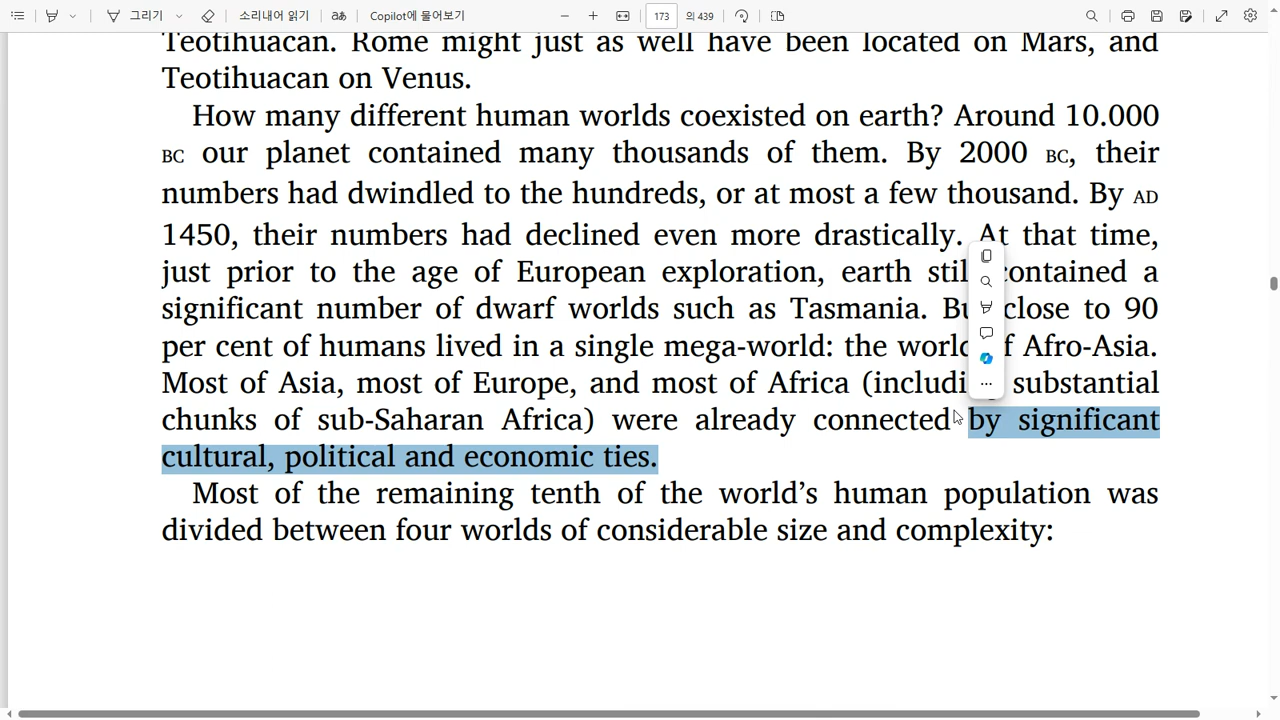 그리기 소리내어 읽기 aあ Copilot에 물어보기 173 의 439
Teotihuacan. Rome might just as well have been located on Mars, and
Teotihuacan on Venus.
How many different human worlds coexisted on earth? Around 10.000
BC our planet contained many thousands of them. By 2000 BC, their
numbers had dwindled to the hundreds, or at most a few thousand. By AD
1450, their numbers had declined even more drastically. At that time,
just prior to the age of European exploration, earth still contained a
significant number of dwarf worlds such as Tasmania. But close to 90
per cent of humans lived in a single mega-world: the world of Afro-Asia.
Most of Asia, most of Europe, and most of Africa (including substantial
chunks of sub-Saharan Africa) were already connected by significant
cultural, political and economic ties.
Most of the remaining tenth of the world’s human population was
divided between four worlds of considerable size and complexity: